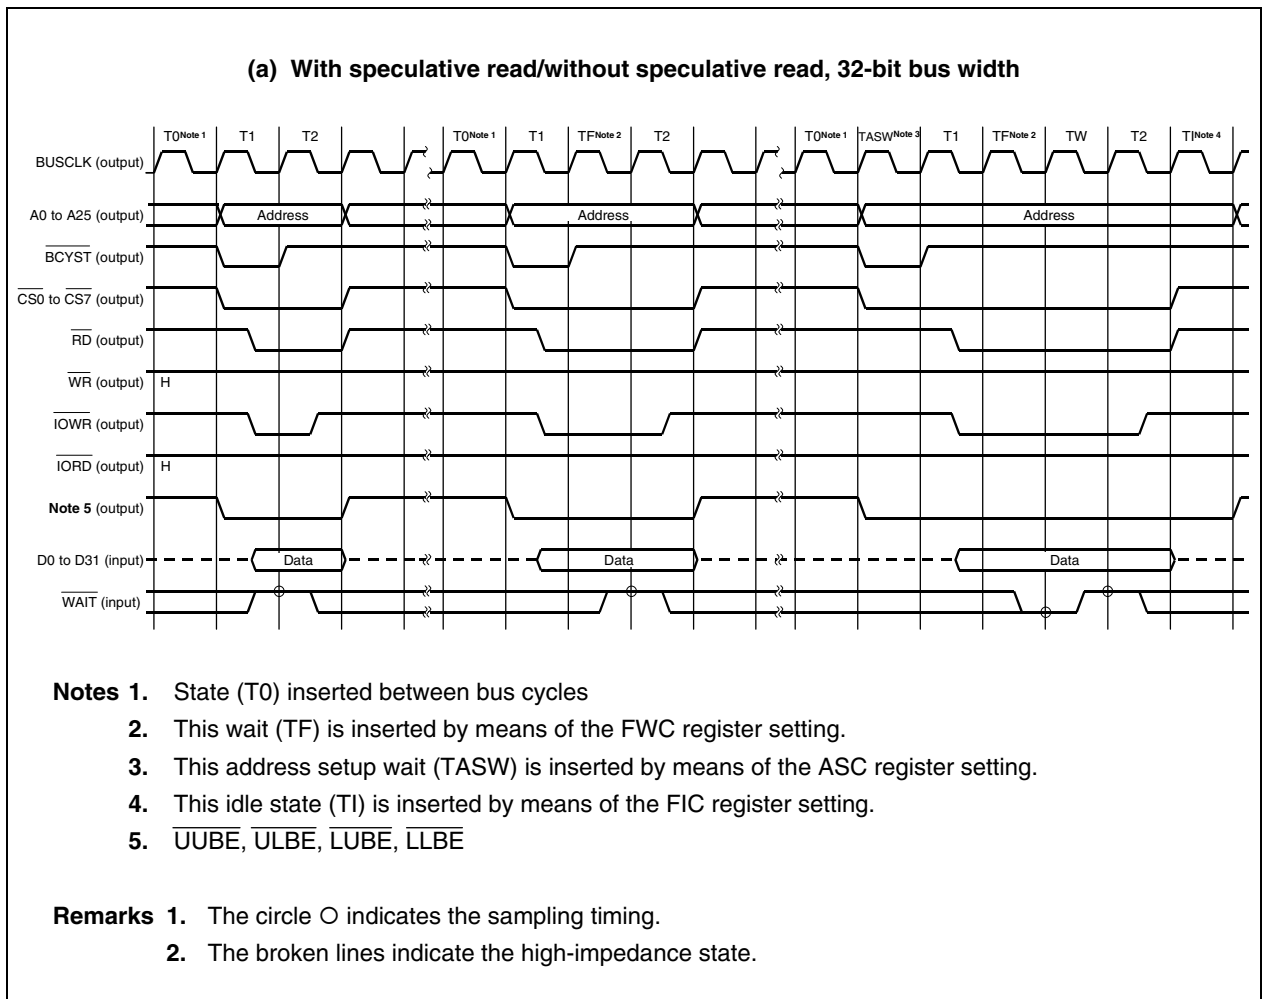 (a) With speculative read/without speculative read, 32-bit bus width
T0Note 1 T1 T2 T0Note 1 T1 TFNote 2 T2 T0Note 1 TASWNote 3 T1 TFNote 2 TW T2 TINote 4
BUSCLK (output)
A0 to A25 (output) Address Address Address
BCYST (output)
CS0 to CS7 (output)
RD (output)
WR (output) H
IOWR (output)
IORD (output) H
Note 5 (output)
D0 to D31 (input) Data Data Data
WAIT (input)
Notes 1. State (T0) inserted between bus cycles
2. This wait (TF) is inserted by means of the FWC register setting.
3. This address setup wait (TASW) is inserted by means of the ASC register setting.
4. This idle state (TI) is inserted by means of the FIC register setting.
5. UUBE, ULBE, LUBE, LLBE
Remarks 1. The circle ○ indicates the sampling timing.
2. The broken lines indicate the high-impedance state.